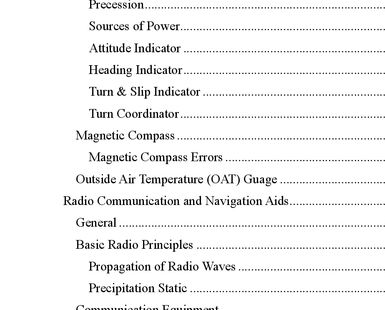 Precession
Sources of Power
Attitude Indicator
Heading Indicator
Turn & Slip Indicator
Turn Coordinator
Magnetic Compass
Magnetic Compass Errors
Outside Air Temperature (OAT) Guage
Radio Communication and Navigation Aids
General
Basic Radio Principles
Propagation of Radio Waves
Precipitation Static
Communication Equipment